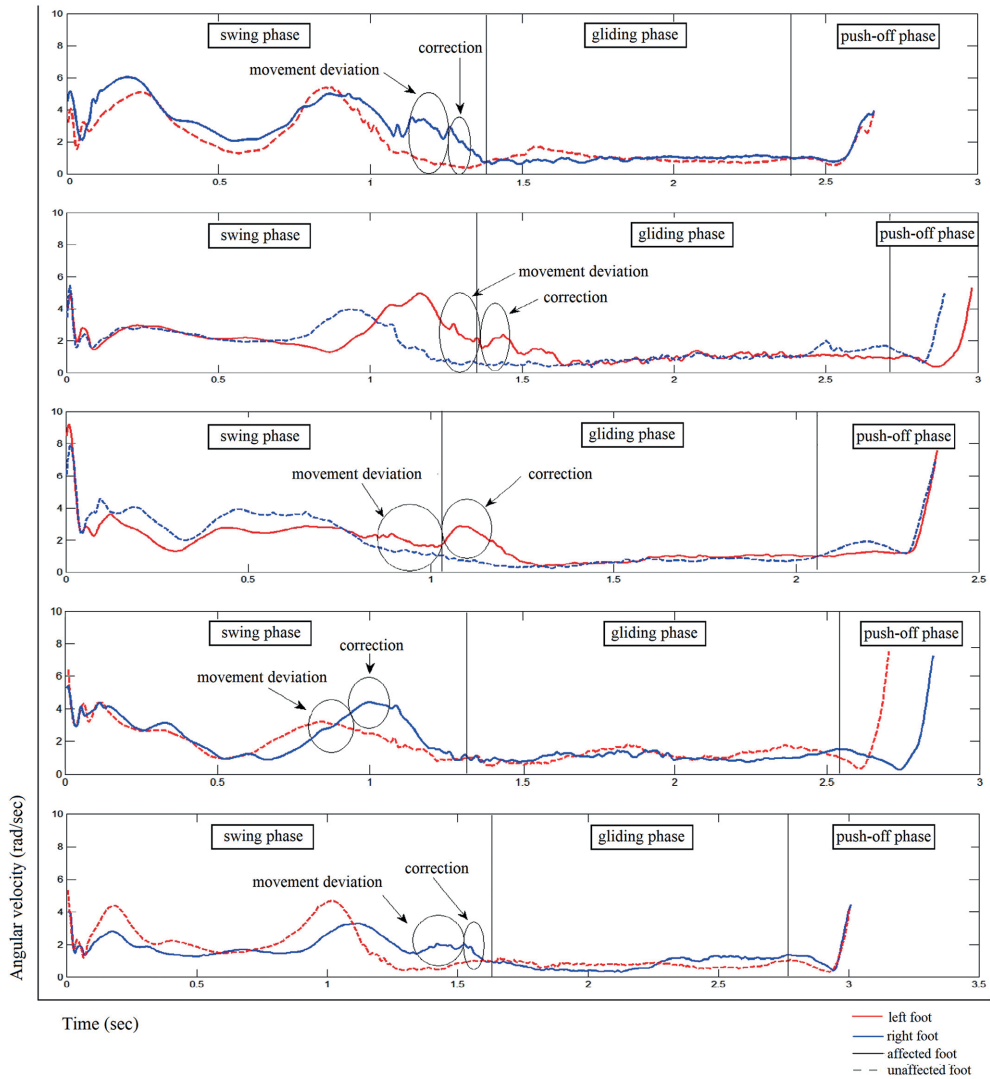 10
8
6
4
2
0
swing phase
correction
movement deviation
gliding phase
push-off phase
0 0.5 1 1.5 2 2.5 3
10
8
6
4
2
0
swing phase
gliding phase
push-off phase
movement deviation
correction
0 0.5 1 1.5 2 2.5 3
10
8
6
4
2
0
swing phase
gliding phase
push-off phase
movement deviation
correction
0 0.5 1 1.5 2 2.5
10
8
6
4
2
0
swing phase
gliding phase
push-off phase
correction
movement deviation
0 0.5 1 1.5 2 2.5 3
10
8
6
4
2
0
swing phase
gliding phase
push-off phase
movement deviation
correction
0 0.5 1 1.5 2 2.5 3 3.5
Angular velocity (rad/sec)
Time (sec)
left foot
right foot
affected foot
unaffected foot